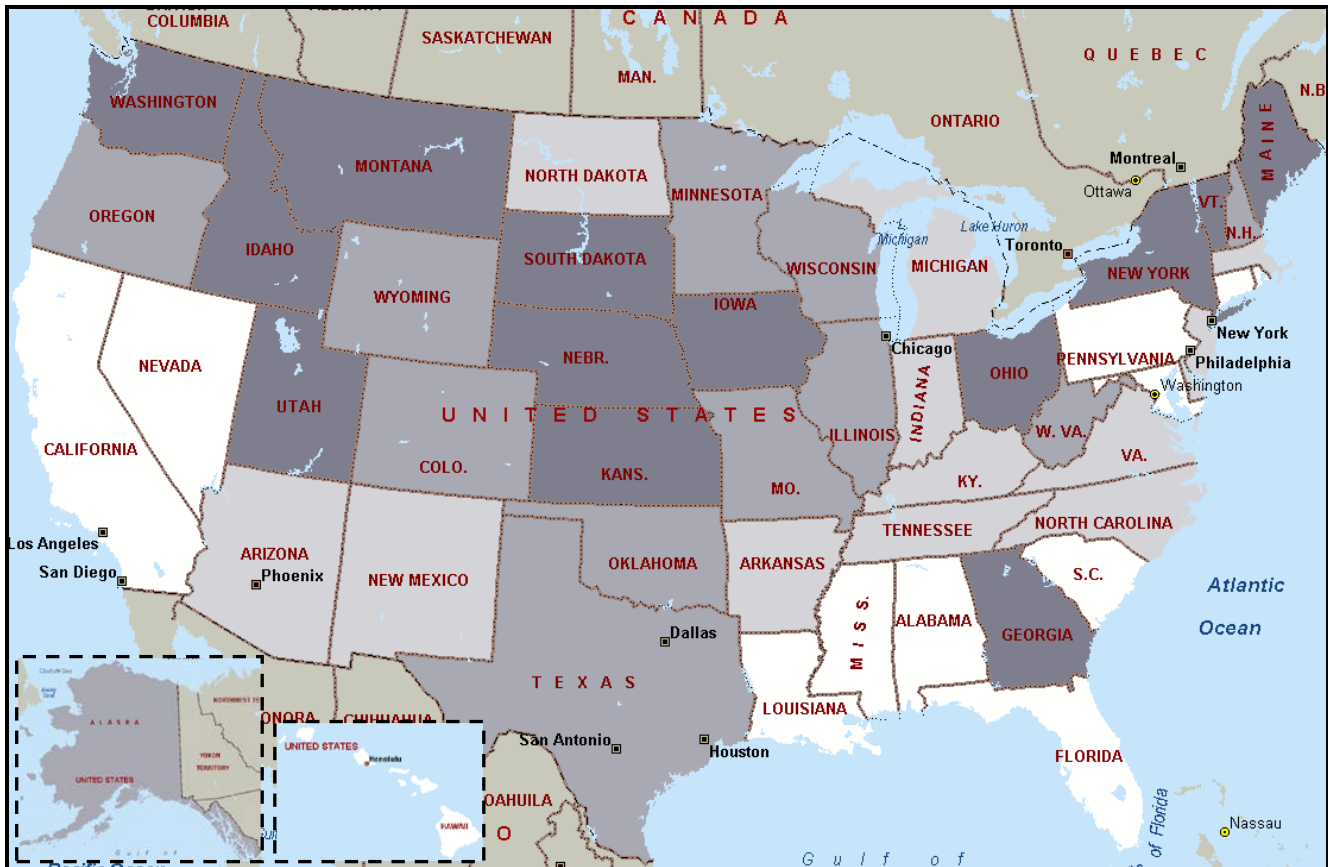 COLUMBIA
SASKATCHEWAN
MAN.
CANADA
ONTARIO
QUEBEC
N.B
WASHINGTON
MONTANA
NORTH DAKOTA
MINNESOTA
MAINE
Montreal
Ottawa
VT.
N.H.
OREGON
IDAHO
SOUTH DAKOTA
WISCONSIN
L.
Michigan
Lake Huron
MICHIGAN
Toronto
NEW YORK
WYOMING
IOWA
New York
NEVADA
NEBR.
Chicago
PENNSYLVANIA
Philadelphia
OHIO
Washington
UTAH
UNITED STATES
INDIANA
ILLINOIS
W. VA.
CALIFORNIA
COLO.
KANS.
MO.
KY.
VA.
NORTH CAROLINA
TENNESSEE
Los Angeles
San Diego
ARIZONA
Phoenix
NEW MEXICO
OKLAHOMA
ARKANSAS
S.C.
Atlantic
Ocean
MISS.
ALABAMA
GEORGIA
Dallas
TEXAS
LOUISIANA
San Antonio
Houston
FLORIDA
ALASKA
UNITED STATES
YUKON
TERRITORY
NORTHWEST TE
ONORA
CHIHUAHUA
UNITED STATES
Honolulu
HAWAII
OAHUILA
O
Nassau
of Florida
Gulf of
Gulf of